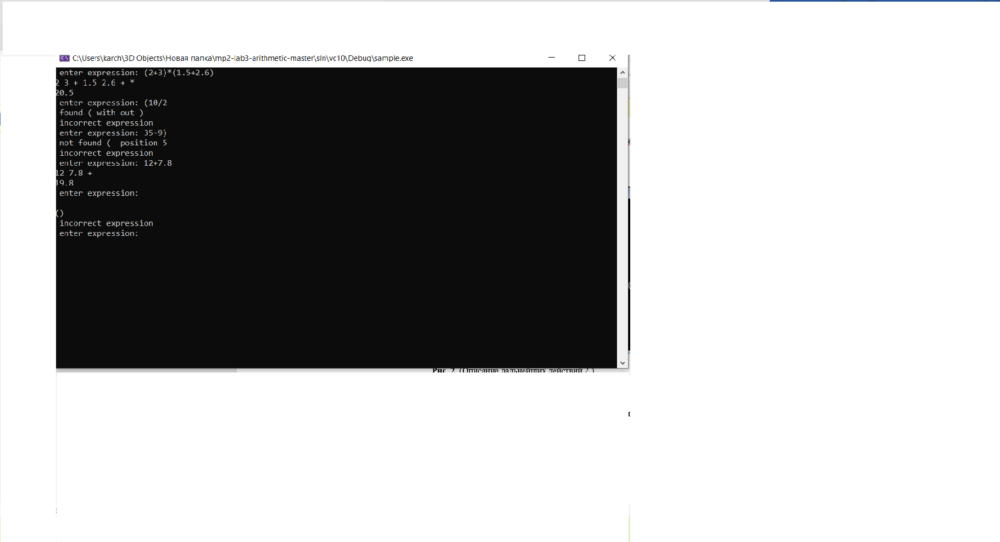 C:\Users\karch\3D Objects\Новая папка\mp2-lab3-arithmetic-master\sln\vc10\Debug\sample.exe
enter expression: (2+3)*(1.5+2.6)
2 3 + 1.5 2.6 + *
20.5
enter expression: (10/2
found ( with out )
incorrect expression
enter expression: 35-9)
not found (  position 5
incorrect expression
enter expression: 12+7.8
12 7.8 +
19.8
enter expression:
()
incorrect expression
enter expression:
Рис. 2. (Описание дальнейших действий 2 )